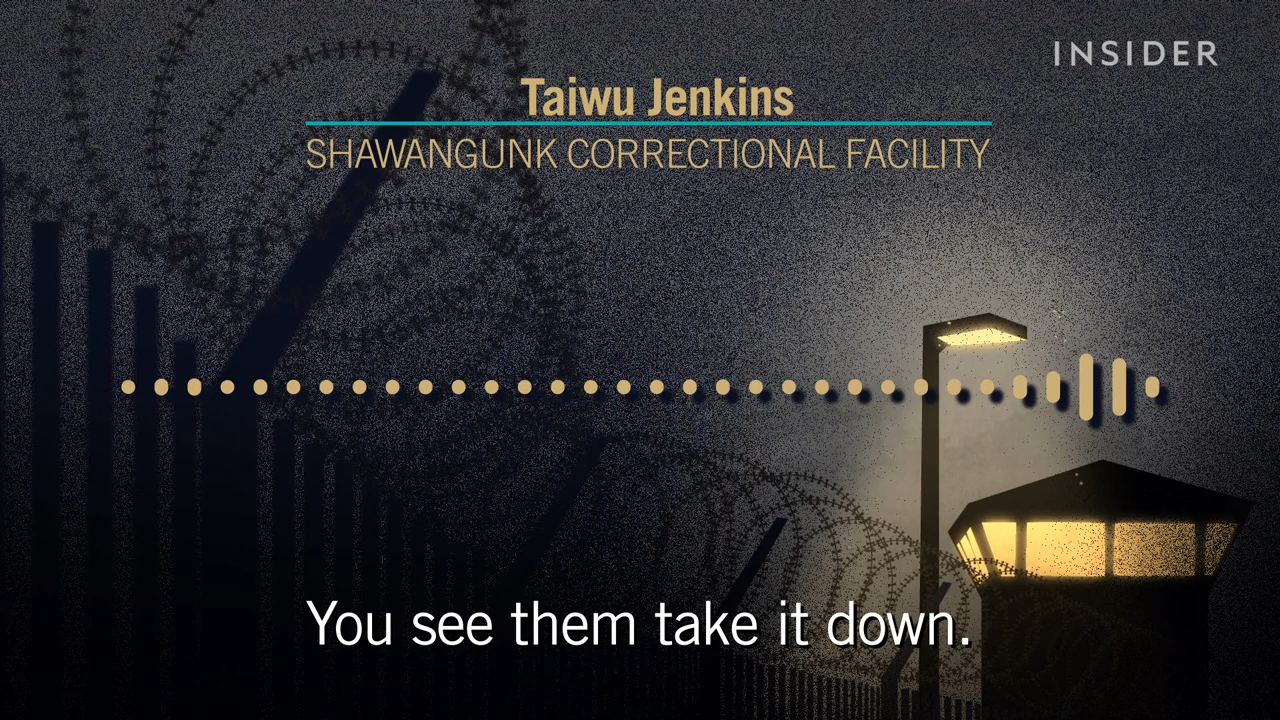 INSIDER
Taiwu Jenkins
SHAWANGUNK CORRECTIONAL FACILITY
You see them take it down.